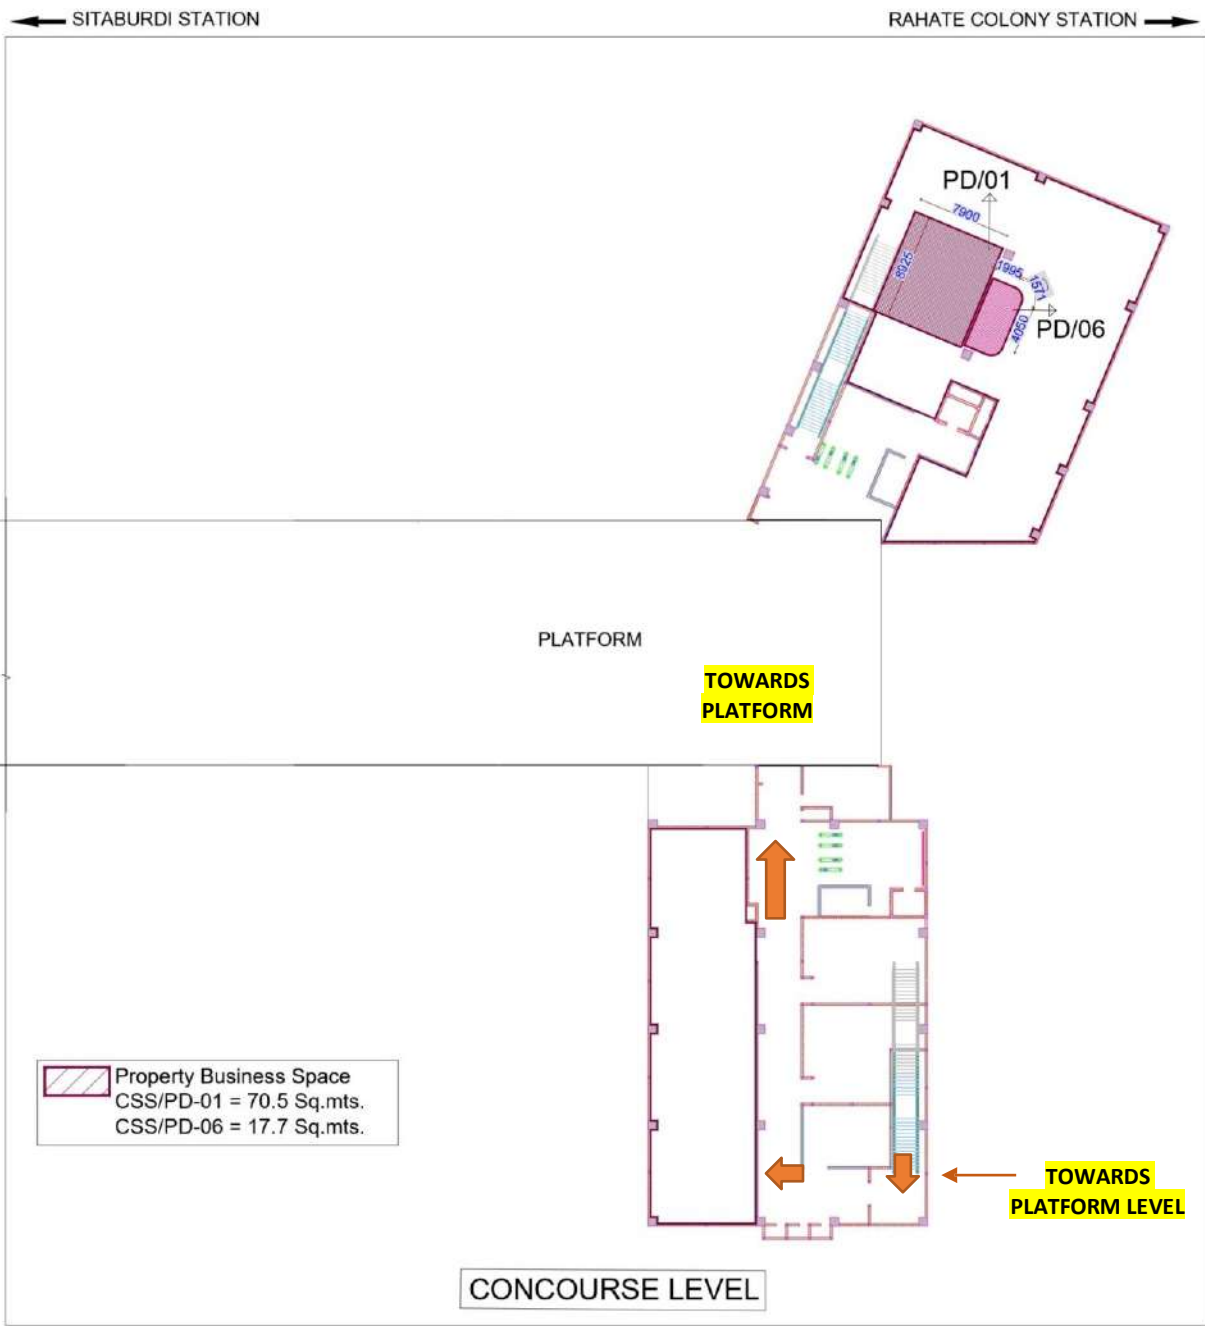 SITABURDI STATION
RAHATE COLONY STATION
PD/01
7900
8925
1995
1571
4050
PD/06
PLATFORM
TOWARDS
PLATFORM
Property Business Space
CSS/PD-01 = 70.5 Sq.mts.
CSS/PD-06 = 17.7 Sq.mts.
TOWARDS
PLATFORM LEVEL
CONCOURSE LEVEL